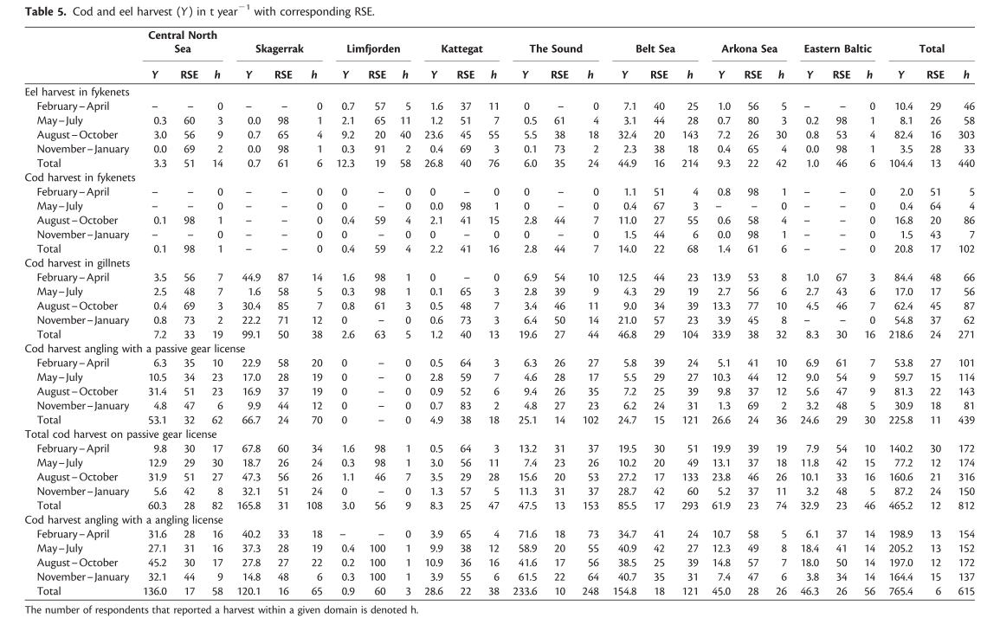 Table 5. Cod and eel harvest (Y) in t year−1 with corresponding RSE.
Central North Sea Skagerrak Limfjorden Kattegat The Sound Belt Sea Arkona Sea Eastern Baltic Total
Y RSE h Y RSE h Y RSE h Y RSE h Y RSE h Y RSE h Y RSE h Y RSE h Y RSE h
Eel harvest in fykenets
February–April – – 0 – – 0 0.7 57 5 1.6 37 11 0 – 0 7.1 40 25 1.0 56 5 – – 0 10.4 29 46
May–July 0.3 60 3 0.0 98 1 2.1 65 11 1.2 51 7 0.5 61 4 3.1 44 28 0.7 80 3 0.2 98 1 8.1 26 58
August–October 3.0 56 9 0.7 65 4 9.2 20 40 23.6 45 55 5.5 38 18 32.4 20 143 7.2 26 30 0.8 53 4 82.4 16 303
November–January 0.0 69 2 0.0 98 1 0.3 91 2 0.4 69 3 0.1 73 2 2.3 38 18 0.4 65 4 0.0 98 1 3.5 28 33
Total 3.3 51 14 0.7 61 6 12.3 19 58 26.8 40 76 6.0 35 24 44.9 16 214 9.3 22 42 1.0 46 6 104.4 13 440
Cod harvest in fykenets
February–April – – 0 – – 0 0 – 0 0 – 0 0 – 0 1.1 51 4 0.8 98 1 – – 0 2.0 51 5
May–July – – 0 – – 0 0 – 0 0.0 98 1 0 – 0 0.4 67 3 – – 0 – – 0 0.4 64 4
August–October 0.1 98 1 – – 0 0.4 59 4 2.1 41 15 2.8 44 7 11.0 27 55 0.6 58 4 – – 0 16.8 20 86
November–January – – 0 – – 0 0 – 0 0 – 0 0 – 0 1.5 44 6 0.0 98 1 – – 0 1.5 43 7
Total 0.1 98 1 – – 0 0.4 59 4 2.2 41 16 2.8 44 7 14.0 22 68 1.4 61 6 – – 0 20.8 17 102
Cod harvest in gillnets
February–April 3.5 56 7 44.9 87 14 1.6 98 1 0 – 0 6.9 54 10 12.5 44 23 13.9 53 8 1.0 67 3 84.4 48 66
May–July 2.5 48 7 1.6 58 5 0.3 98 1 0.1 65 3 2.8 39 9 4.3 29 19 2.7 56 6 2.7 43 6 17.0 17 56
August–October 0.4 69 3 30.4 85 7 0.8 61 3 0.5 48 7 3.4 46 11 9.0 34 39 13.3 77 10 4.5 46 7 62.4 45 87
November–January 0.8 73 2 22.2 71 12 0 – 0 0.6 73 3 6.4 50 14 21.0 57 23 3.9 45 8 – – 0 54.8 37 62
Total 7.2 33 19 99.1 50 38 2.6 63 5 1.2 40 13 19.6 27 44 46.8 29 104 33.9 38 32 8.3 30 16 218.6 24 271
Cod harvest angling with a passive gear license
February–April 6.3 35 10 22.9 58 20 0 – 0 0.5 64 3 6.3 26 27 5.8 39 24 5.1 41 10 6.9 61 7 53.8 27 101
May–July 10.5 34 23 17.0 28 19 0 – 0 2.8 59 7 4.6 28 17 5.5 29 27 10.3 44 12 9.0 54 9 59.7 15 114
August–October 31.4 51 23 16.9 37 19 0 – 0 0.9 52 6 9.4 26 35 7.2 25 39 9.8 37 12 5.6 47 9 81.3 22 143
November–January 4.8 47 6 9.9 44 12 0 – 0 0.7 83 2 4.8 27 23 6.2 24 31 1.3 69 2 3.2 48 5 30.9 18 81
Total 53.1 32 62 66.7 24 70 0 – 0 4.9 38 18 25.1 14 102 24.7 15 121 26.6 24 36 24.6 29 30 225.8 11 439
Total cod harvest on passive gear license
February–April 9.8 30 17 67.8 60 34 1.6 98 1 0.5 64 3 13.2 31 37 19.5 30 51 19.9 39 19 7.9 54 10 140.2 30 172
May–July 12.9 29 30 18.7 26 24 0.3 98 1 3.0 56 11 7.4 23 26 10.2 20 49 13.1 37 18 11.8 42 15 77.2 12 174
August–October 31.9 51 27 47.3 56 26 1.1 46 7 3.5 29 28 15.6 20 53 27.2 17 133 23.8 46 26 10.1 33 16 160.6 21 316
November–January 5.6 42 8 32.1 51 24 0 – 0 1.3 57 5 11.3 31 37 28.7 42 60 5.2 37 11 3.2 48 5 87.2 24 150
Total 60.3 28 82 165.8 31 108 3.0 56 9 8.3 25 47 47.5 13 153 85.5 17 293 61.9 23 74 32.9 23 46 465.2 12 812
Cod harvest angling with a angling license
February–April 31.6 28 16 40.2 33 18 – – 0 3.9 65 4 71.6 18 73 34.7 41 24 10.7 58 5 6.1 37 14 198.9 13 154
May–July 27.1 31 16 37.3 28 19 0.4 100 1 9.9 38 12 58.9 20 55 40.9 42 27 12.3 49 8 18.4 41 14 205.2 13 152
August–October 45.2 30 17 27.8 27 22 0.2 100 1 10.9 36 16 41.6 17 56 38.5 25 39 14.8 57 7 18.0 50 14 197.0 12 172
November–January 32.1 44 9 14.8 48 6 0.3 100 1 3.9 55 6 61.5 22 64 40.7 35 31 7.4 47 6 3.8 34 14 164.4 15 137
Total 136.0 17 58 120.1 16 65 0.9 60 3 28.6 22 38 233.6 10 248 154.8 18 121 45.0 28 26 46.3 26 56 765.4 6 615
The number of respondents that reported a harvest within a given domain is denoted h.